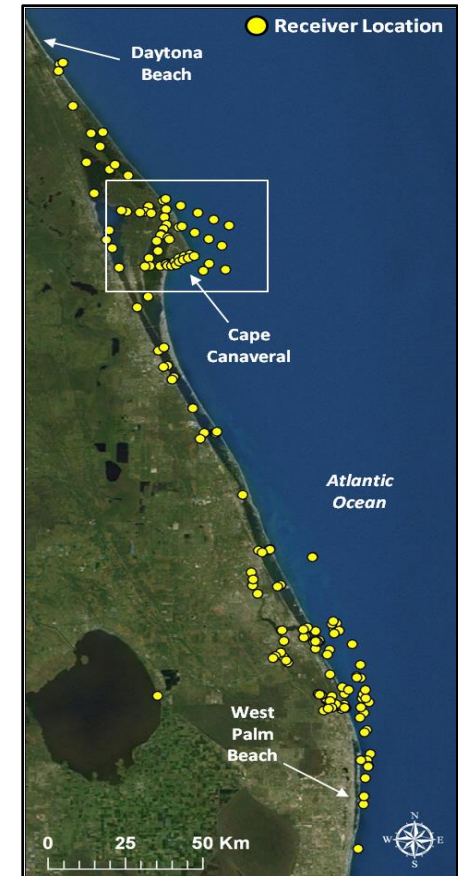 Receiver Location
Daytona
Beach
Cape
Canaveral
Atlantic
Ocean
West
Palm
Beach
N
W E
S
0 25 50 Km